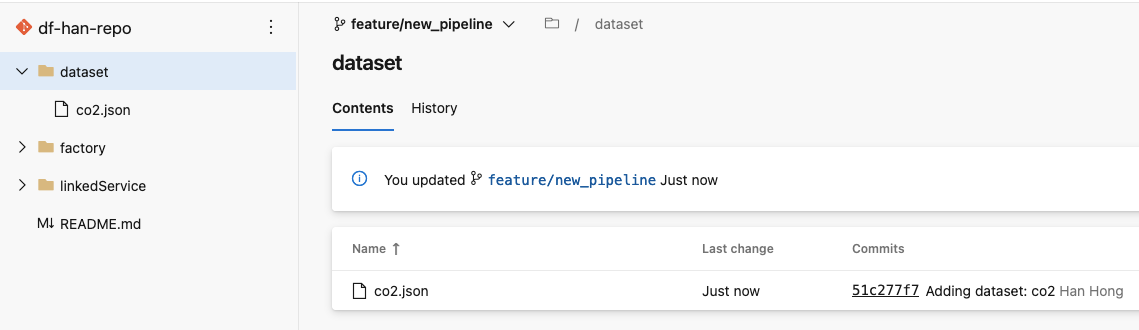 df-han-repo
dataset
co2.json
factory
linkedService
README.md
feature/new_pipeline / dataset
dataset
Contents History
You updated feature/new_pipeline Just now
Name ↑ Last change Commits
co2.json Just now 51c277f7 Adding dataset: co2 Han Hong